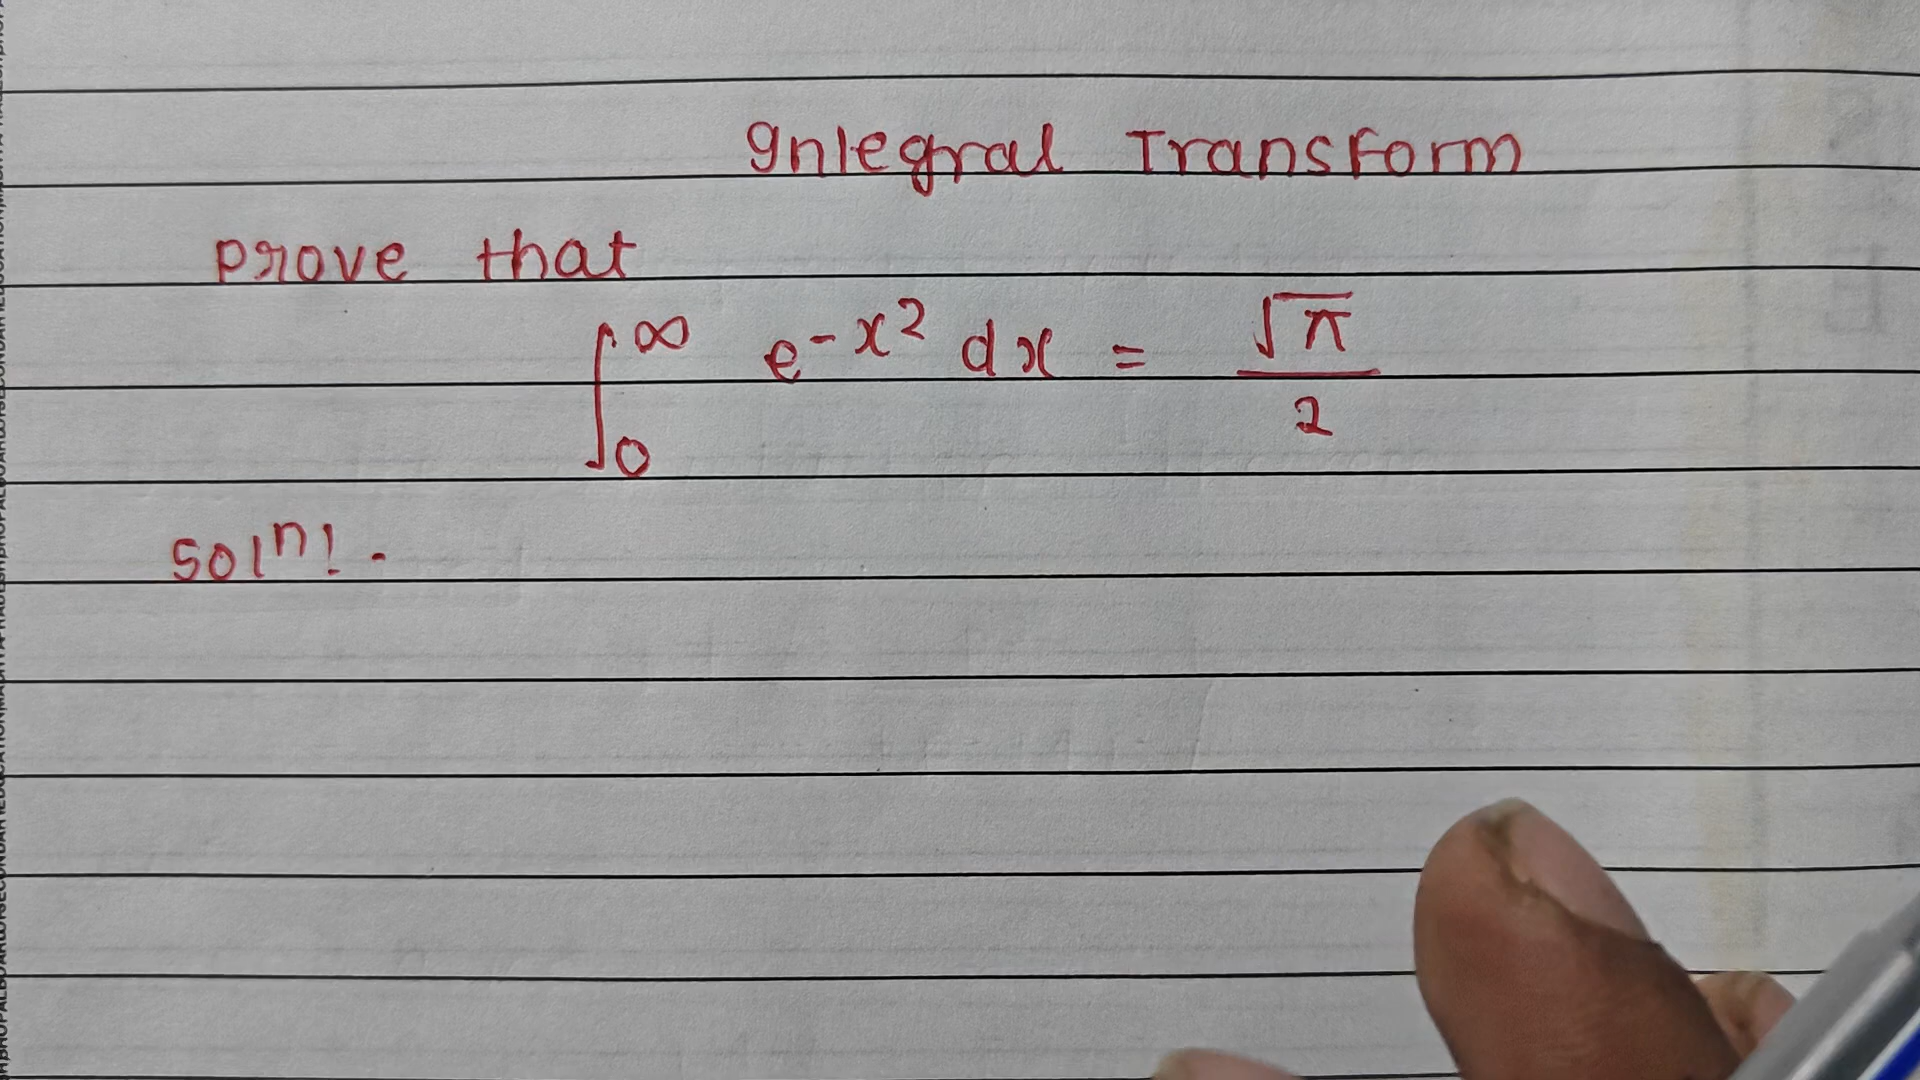 Integral Transform
prove that
∫₀^∞ e^-x² dx = √π / 2
Solⁿ! -